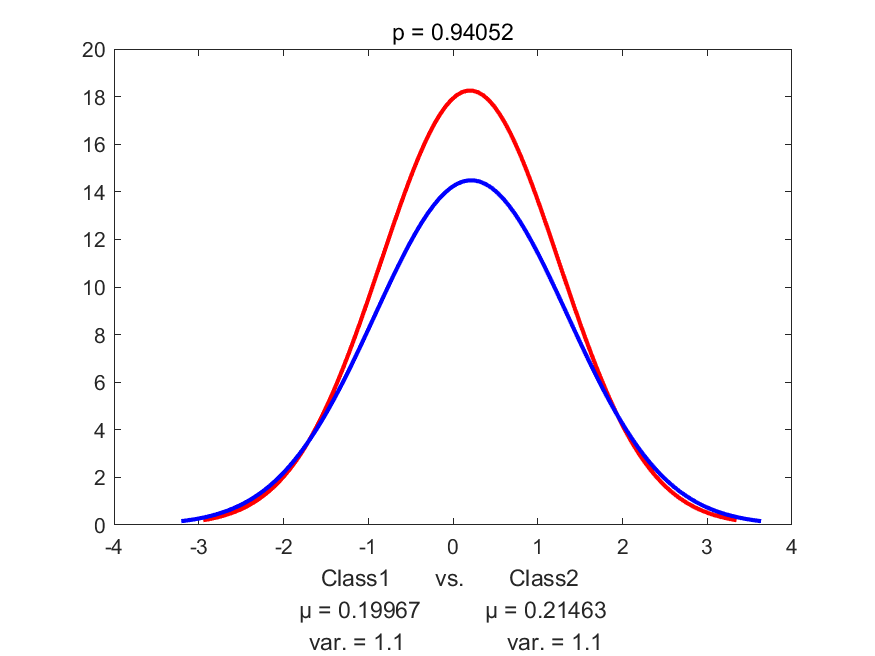 p = 0.94052
20
18
16
14
12
10
8
6
4
2
0
-4 -3 -2 -1 0 1 2 3 4
Class1 vs. Class2
μ = 0.19967 μ = 0.21463
var. = 1.1 var. = 1.1